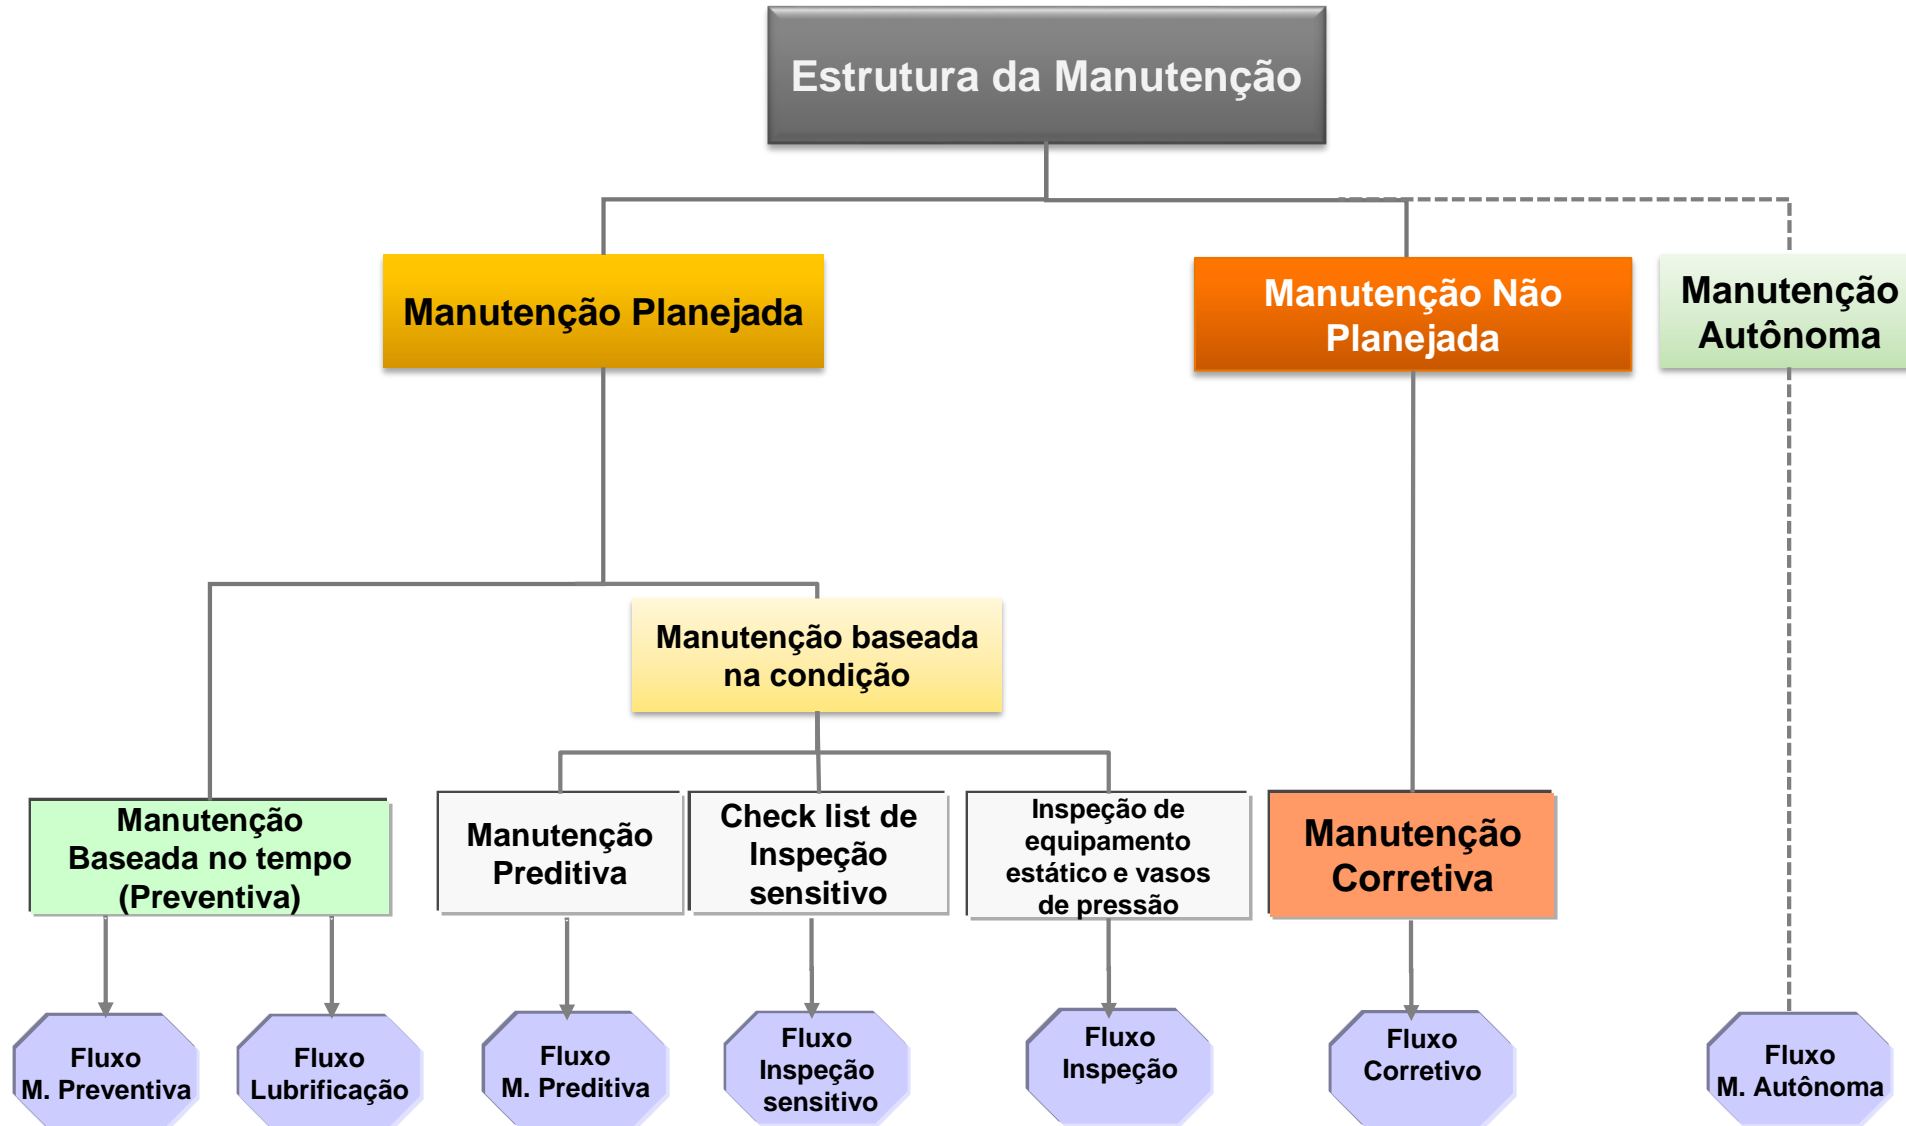 Estrutura da Manutenção
Manutenção Planejada
Manutenção Não
Planejada
Manutenção
Autônoma
Manutenção baseada
na condição
Manutenção
Baseada no tempo
(Preventiva)
Manutenção
Preditiva
Check list de
Inspeção
sensitivo
Inspeção de
equipamento
estático e vasos
de pressão
Manutenção
Corretiva
Fluxo
M. Preventiva
Fluxo
Lubrificação
Fluxo
M. Preditiva
Fluxo
Inspeção
sensitivo
Fluxo
Inspeção
Fluxo
Corretivo
Fluxo
M. Autônoma